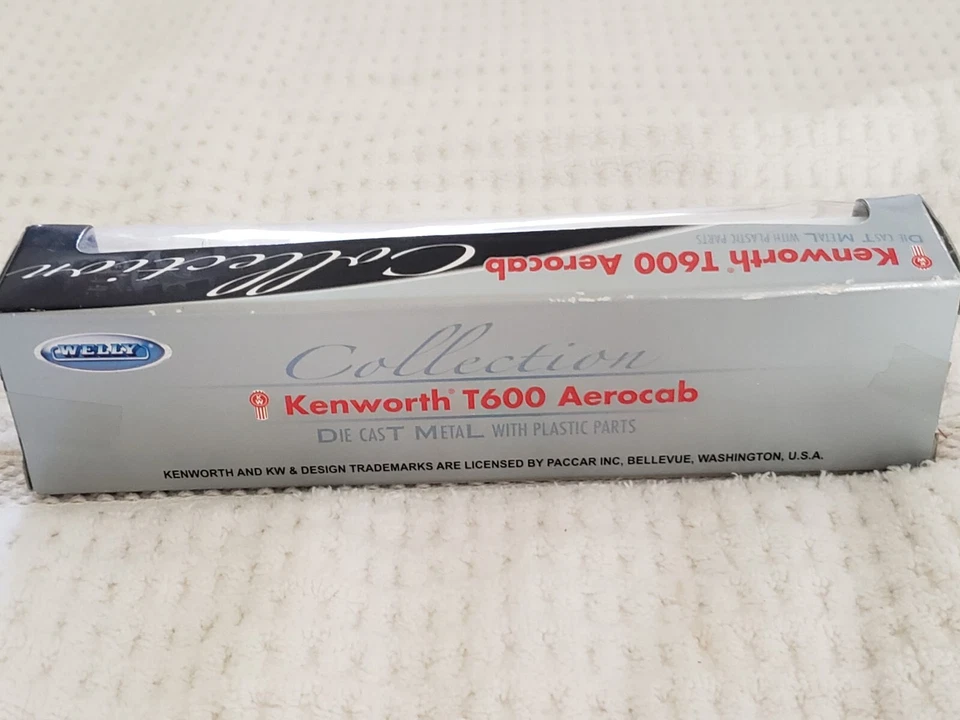 DIE CAST METAL WITH PLASTIC PARTS
Kenworth® T600 Aerocab
Collection
WELLY
Collection
Kenworth® T600 Aerocab
DIE CAST METAL WITH PLASTIC PARTS
KENWORTH AND KW & DESIGN TRADEMARKS ARE LICENSED BY PACCAR INC, BELLEVUE, WASHINGTON, U.S.A.